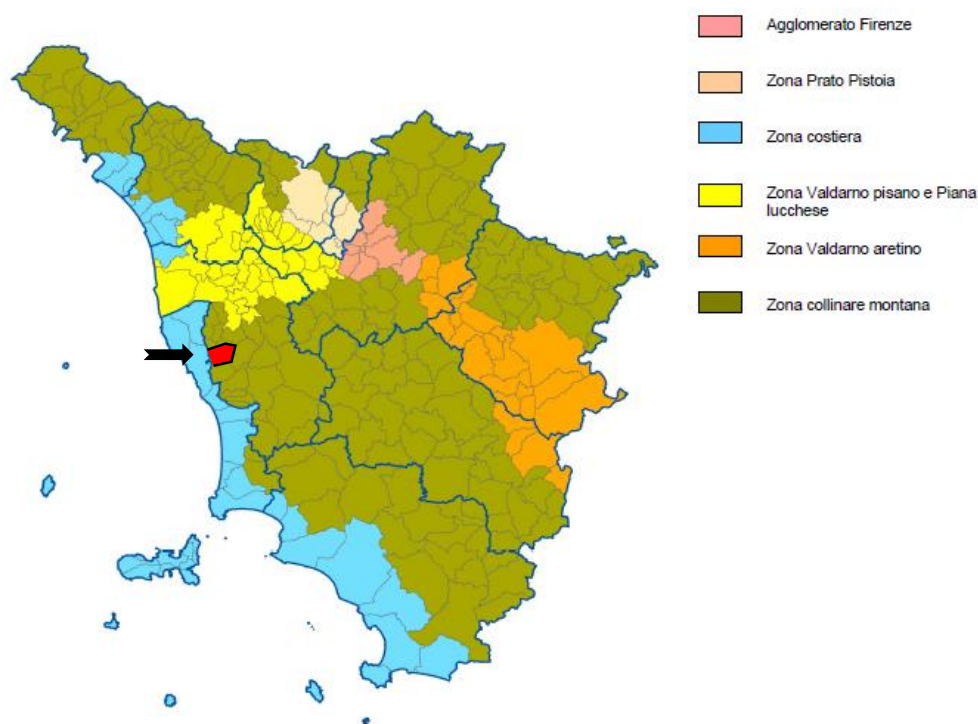 Agglomerato Firenze
Zona Prato Pistoia
Zona costiera
Zona Valdarno pisano e Piana
lucchese
Zona Valdarno aretino
Zona collinare montana